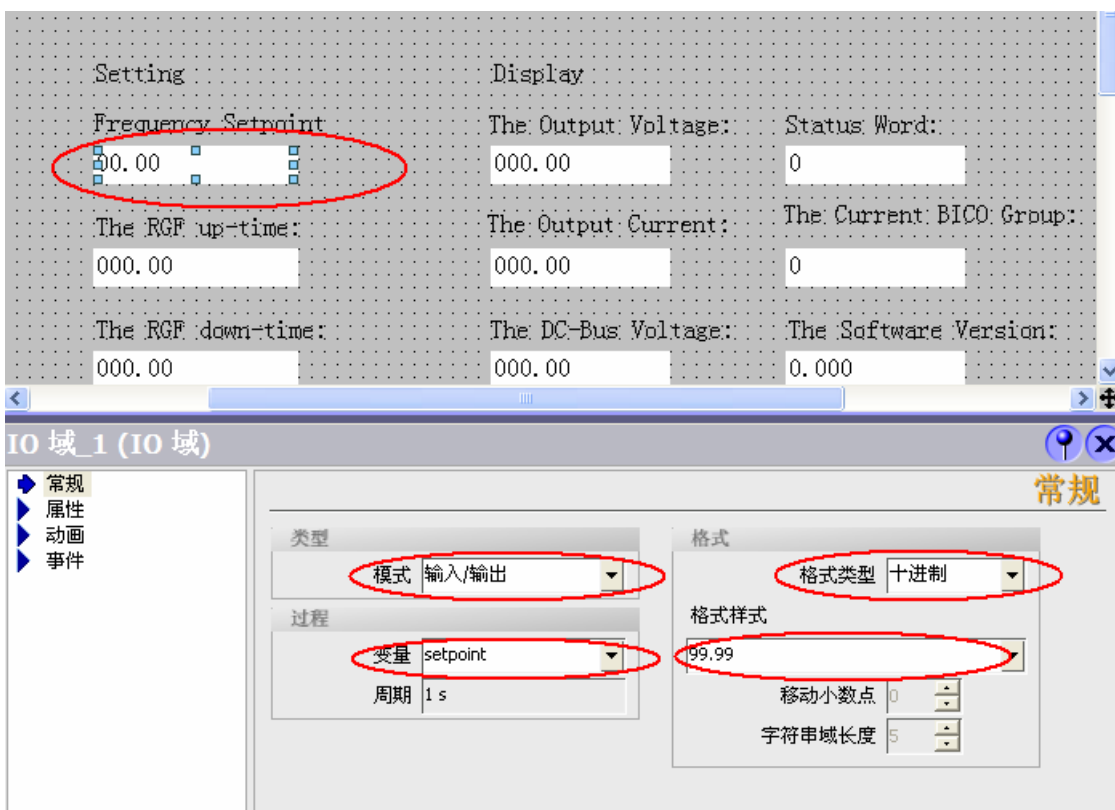 Setting
Display
Frequency Setpoint
The Output Voltage:
Status Word:
00.00
000.00
0
The RGF up-time:
The Output Current:
The Current BICO Group:
000.00
000.00
0
The RGF down-time:
The DC-Bus Voltage:
The Software Version:
000.00
000.00
0.000
IO 域_1 (IO 域)
常规
属性
动画
事件
常规
类型
模式 输入/输出
过程
变量 setpoint
周期 1 s
格式
格式类型 十进制
格式样式
99.99
移动小数点 0
字符串域长度 5